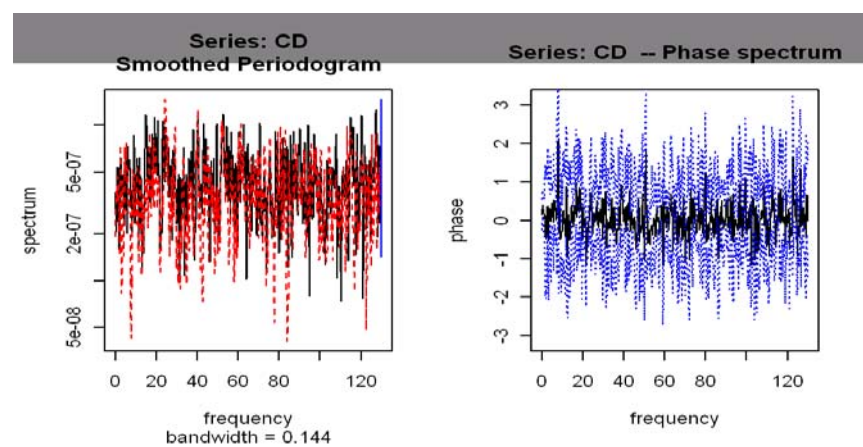 Series: CD
Smoothed Periodogram
spectrum
5e-07
2e-07
5e-08
0 20 40 60 80 120
frequency
bandwidth = 0.144
Series: CD -- Phase spectrum
phase
3
2
1
0
-1
-2
-3
0 20 40 60 80 120
frequency